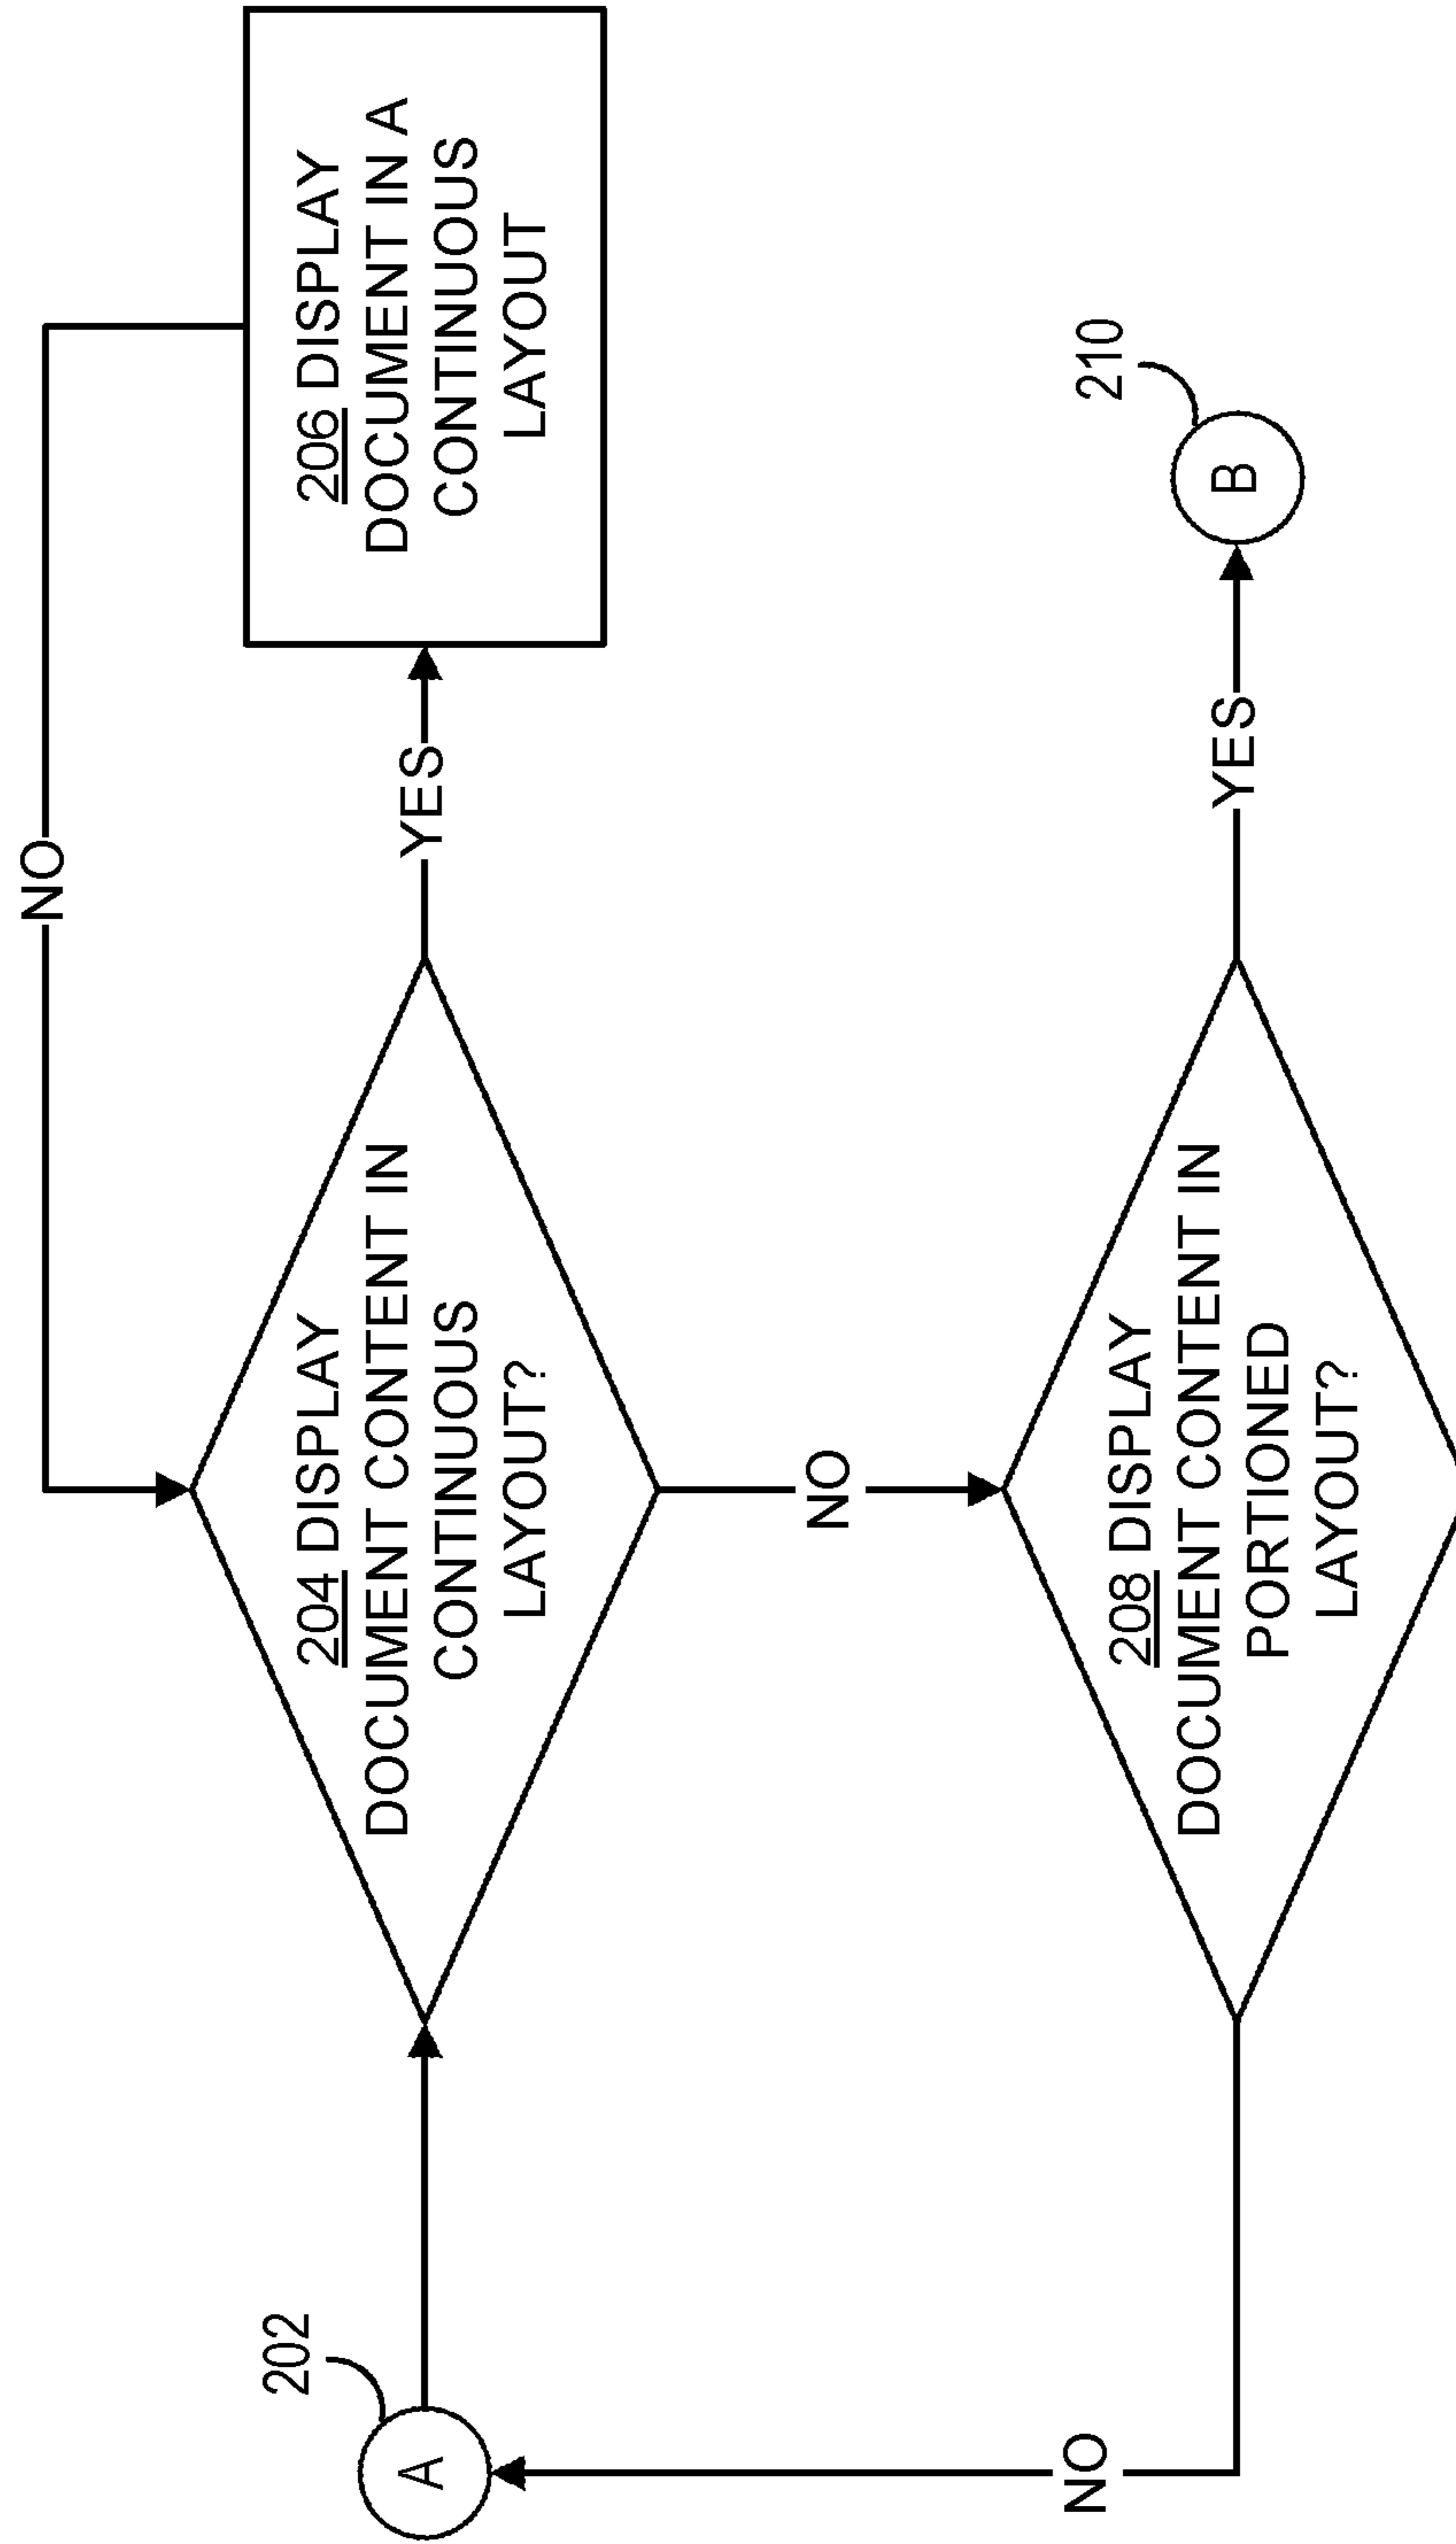 NO
202
A
204 DISPLAY
DOCUMENT CONTENT IN
CONTINUOUS
LAYOUT?
YES
206 DISPLAY
DOCUMENT IN A
CONTINUOUS
LAYOUT
NO
NO
208 DISPLAY
DOCUMENT CONTENT IN
PORTIONED
LAYOUT?
YES
210
B